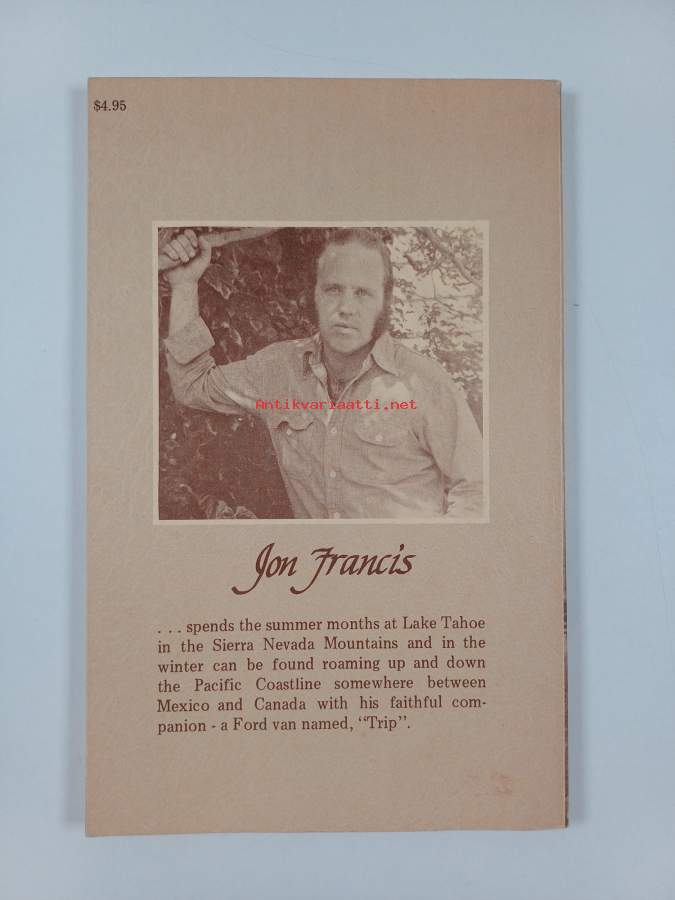 $4.95
Antikvariaatti.net
Jon Francis
. . . spends the summer months at Lake Tahoe
in the Sierra Nevada Mountains and in the
winter can be found roaming up and down
the Pacific Coastline somewhere between
Mexico and Canada with his faithful com-
panion - a Ford van named, “Trip”.